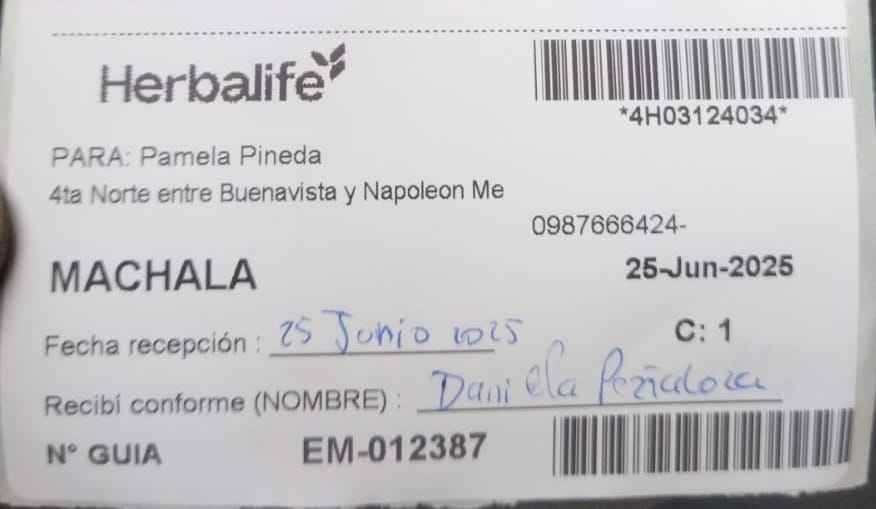 Herbalife
*4H03124034*
PARA: Pamela Pineda
4ta Norte entre Buenavista y Napoleon Me
0987666424-
MACHALA
25-Jun-2025
Fecha recepción : 25 Junio 2025
C: 1
Recibí conforme (NOMBRE) : Daniela Peñaloza
N° GUIA EM-012387